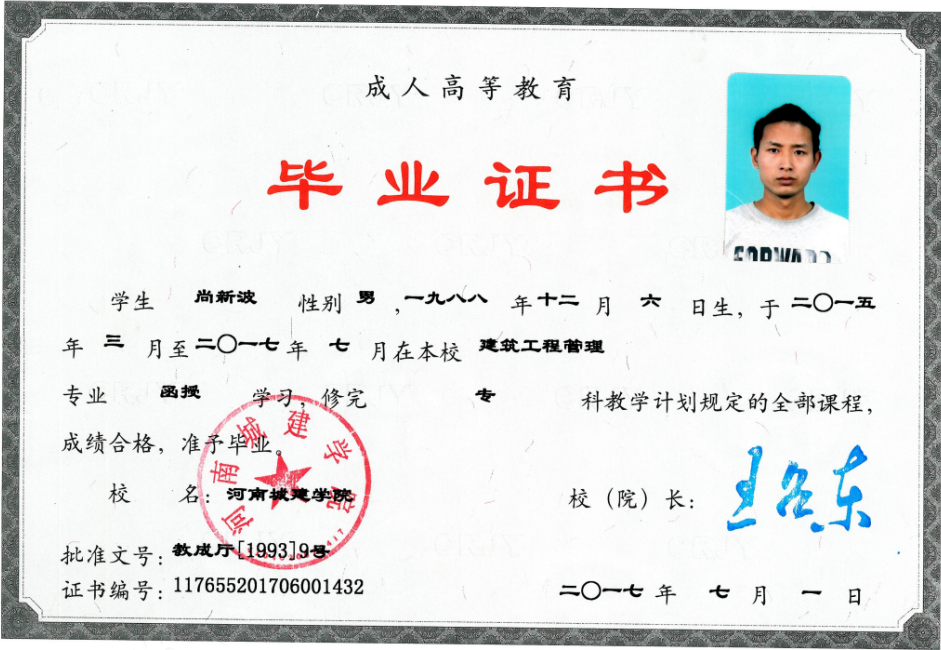 成人高等教育
毕业证书
FORWARD
学生 尚新波 性别 男 ,一九八八 年十二 月 六 日生，于 二〇一五
年 三 月至 二〇一七 年 七 月在本校 建筑工程管理
专业 函授 学习，修完 专 科教学计划规定的全部课程，
成绩合格，准予毕业。
河南城建学院
校 名：河南城建学院
校（院）长：
批准文号：教成厅[1993]9号
证书编号：117655201706001432
二〇一七 年 七 月 一 日